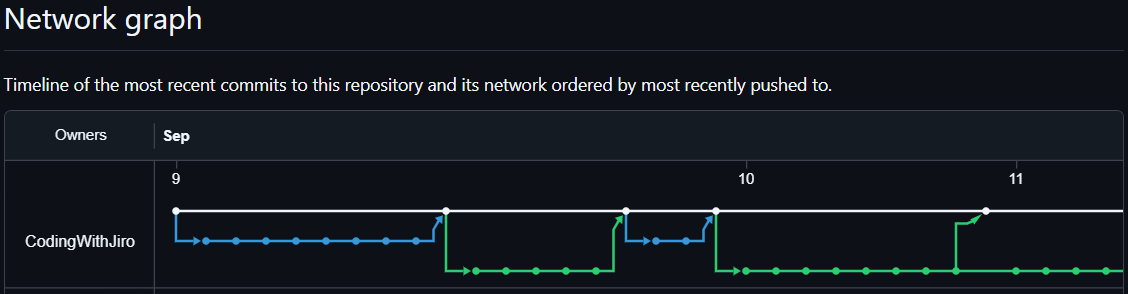 Network graph
Timeline of the most recent commits to this repository and its network ordered by most recently pushed to.
Owners Sep
9 10 11
CodingWithJiro